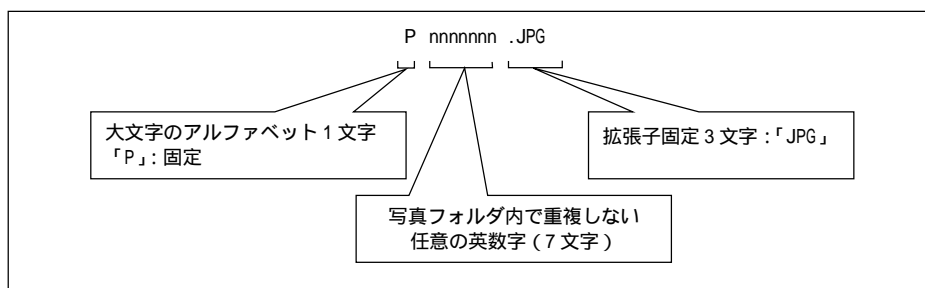 P nnnnnnn .JPG
大文字のアルファベット1文字
「P」:固定
拡張子固定3文字:「JPG」
写真フォルダ内で重複しない
任意の英数字(7文字)